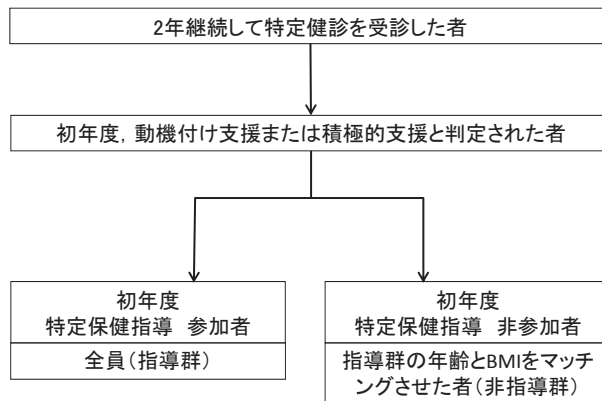 2年継続して特定健診を受診した者
初年度，動機付け支援または積極的支援と判定された者
初年度
特定保健指導　参加者
全員（指導群）
初年度
特定保健指導　非参加者
指導群の年齢とBMIをマッチ
ングさせた者（非指導群）